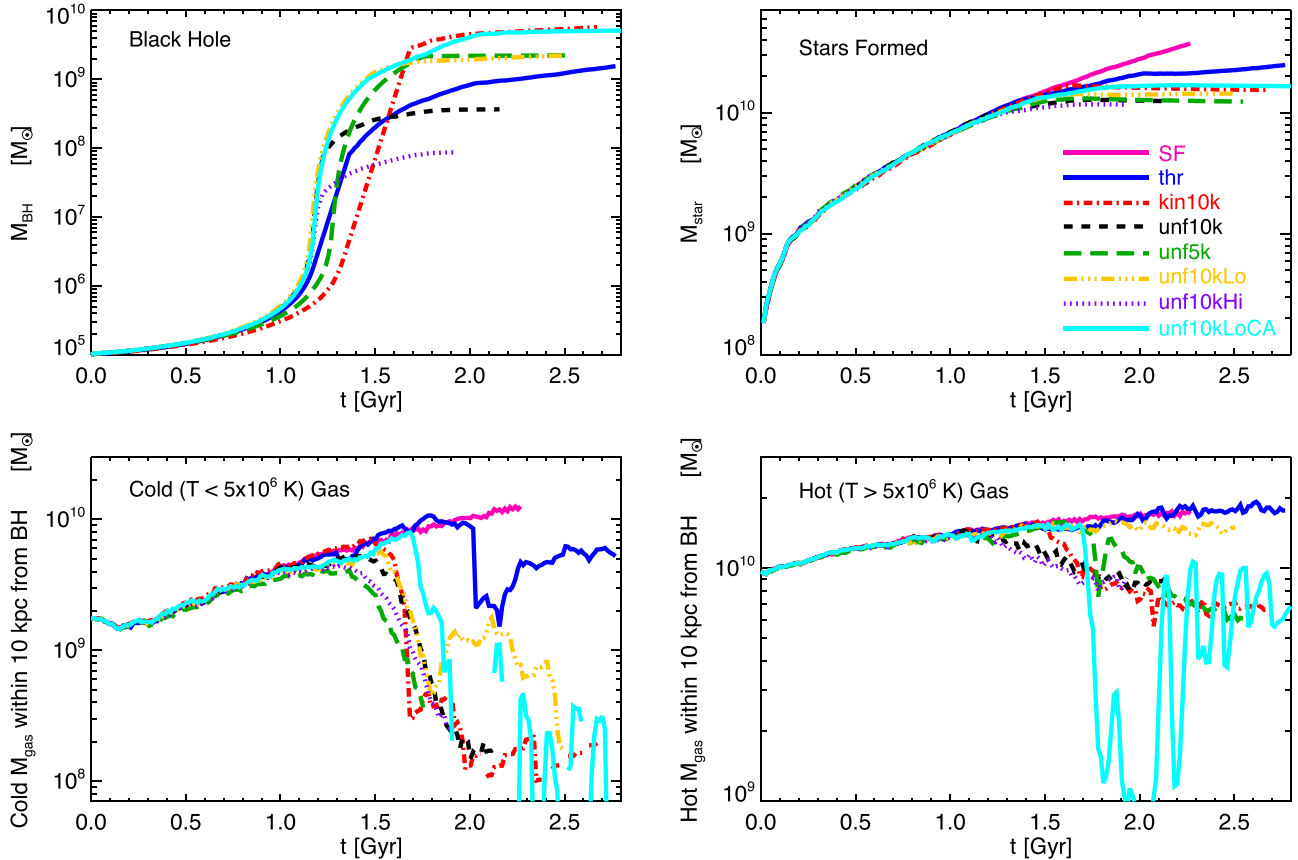 Black Hole
M_BH [M_☉]
10^10
10^9
10^8
10^7
10^6
10^5
0.0 0.5 1.0 1.5 2.0 2.5
t [Gyr]
Stars Formed
M_star [M_☉]
10^10
10^9
10^8
SF
thr
kin10k
unf10k
unf5k
unf10kLo
unf10kHi
unf10kLoCA
0.0 0.5 1.0 1.5 2.0 2.5
t [Gyr]
Cold (T < 5x10^6 K) Gas
Cold M_gas within 10 kpc from BH [M_☉]
10^10
10^9
10^8
0.0 0.5 1.0 1.5 2.0 2.5
t [Gyr]
Hot (T > 5x10^6 K) Gas
Hot M_gas within 10 kpc from BH [M_☉]
10^10
10^9
0.0 0.5 1.0 1.5 2.0 2.5
t [Gyr]